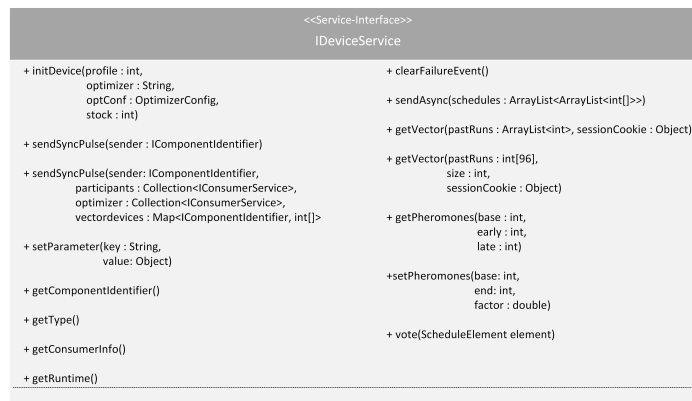 <<Service-Interface>>
IDeviceService
+ initDevice(profile : int,
optimizer : String,
optConf : OptimizerConfig,
stock : int)
+ sendSyncPulse(sender : IComponentIdentifier)
+ sendSyncPulse(sender: IComponentIdentifier,
participants : Collection<IConsumerService>,
optimizer : Collection<IConsumerService>,
vectordevices : Map<IComponentIdentifier, int[]>
+ setParameter(key : String,
value: Object)
+ getComponentIdentifier()
+ getType()
+ getConsumerInfo()
+ getRuntime()
+ clearFailureEvent()
+ sendAsync(schedules : ArrayList<ArrayList<int[]>>)
+ getVector(pastRuns : ArrayList<int>, sessionCookie : Object)
+ getVector(pastRuns : int[96],
size : int,
sessionCookie : Object)
+ getPheromones(base : int,
early : int,
late : int)
+setPheromones(base: int,
end: int,
factor : double)
+ vote(ScheduleElement element)